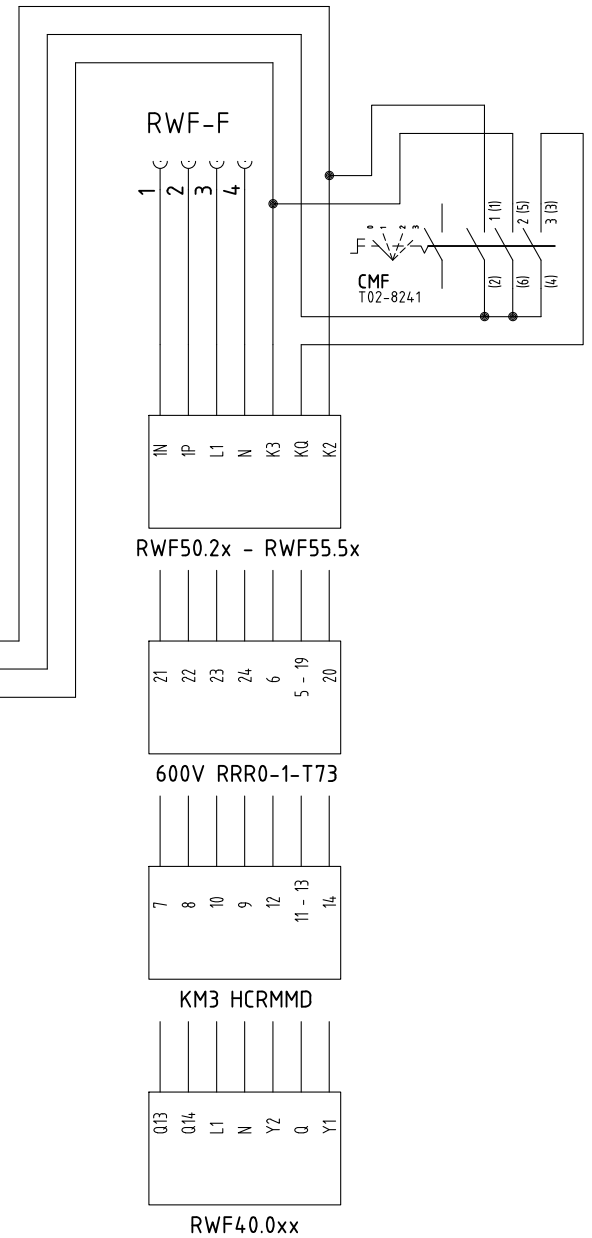 RWF-F
1 2 3 4
0 1 2 3
1 (1) 2 (5) 3 (3)
CMF
T02-8241
(2) (6) (4)
1N 1P L1 N K3 KQ K2
RWF50.2x - RWF55.5x
21 22 23 24 6 5 - 19 20
600V RRR0-1-T73
7 8 10 9 12 11 - 13 14
KM3 HCRMMD
Q13 Q14 L1 N Y2 Q Y1
RWF40.0xx